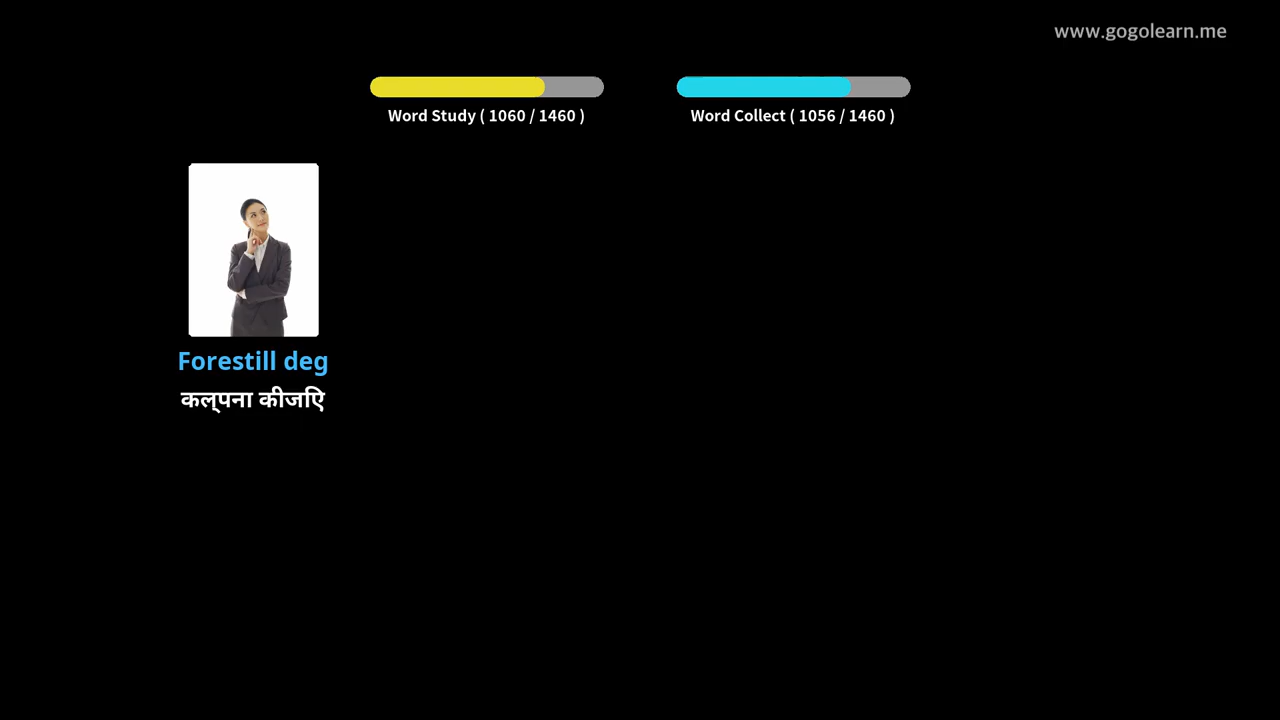 www.gogolearn.me
Word Study ( 1060 / 1460 )
Word Collect ( 1056 / 1460 )
Forestill deg
कल्पना कीजिए